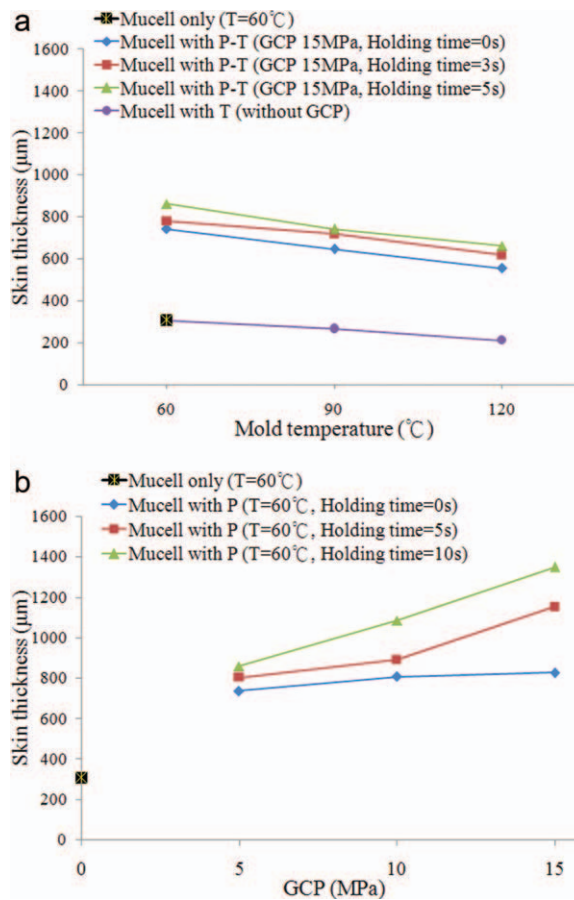 a
Mucell only (T=60℃)
Mucell with P-T (GCP 15MPa, Holding time=0s)
Mucell with P-T (GCP 15MPa, Holding time=3s)
Mucell with P-T (GCP 15MPa, Holding time=5s)
Mucell with T (without GCP)
Skin thickness (μm)
1600
1400
1200
1000
800
600
400
200
0
60 90 120
Mold temperature (℃)
b
Mucell only (T=60℃)
Mucell with P (T=60℃, Holding time=0s)
Mucell with P (T=60℃, Holding time=5s)
Mucell with P (T=60℃, Holding time=10s)
Skin thickness (μm)
1600
1400
1200
1000
800
600
400
200
0
0 5 10 15
GCP (MPa)